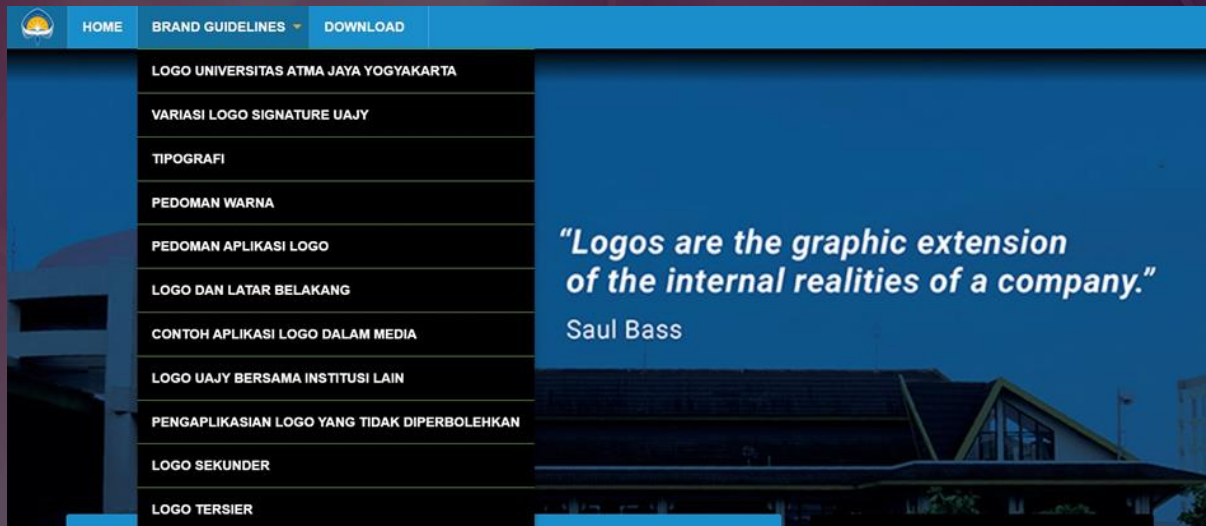 HOME
BRAND GUIDELINES
DOWNLOAD
LOGO UNIVERSITAS ATMA JAYA YOGYAKARTA
VARIASI LOGO SIGNATURE UAJY
TIPOGRAFI
PEDOMAN WARNA
PEDOMAN APLIKASI LOGO
LOGO DAN LATAR BELAKANG
CONTOH APLIKASI LOGO DALAM MEDIA
LOGO UAJY BERSAMA INSTITUSI LAIN
PENGAPLIKASIAN LOGO YANG TIDAK DIPERBOLEHKAN
LOGO SEKUNDER
LOGO TERSIER
“Logos are the graphic extension
of the internal realities of a company.”
Saul Bass